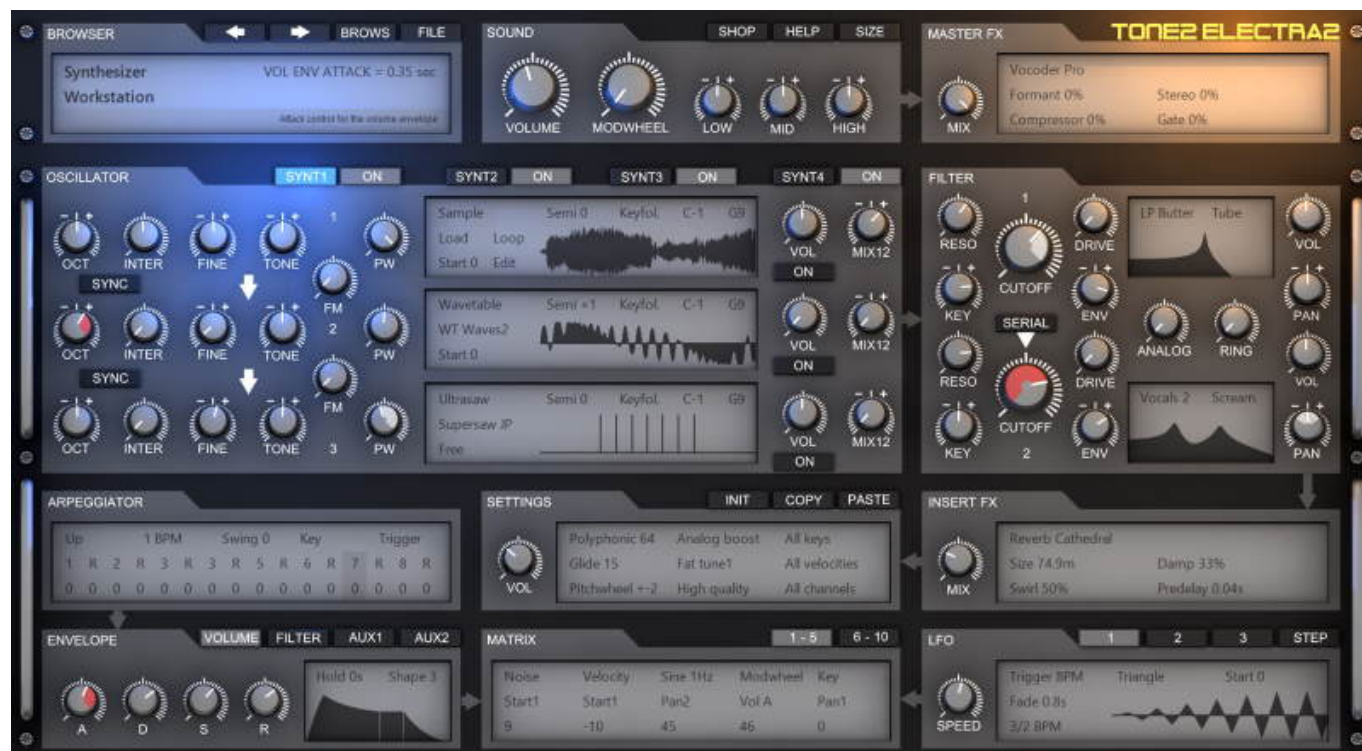 BROWSER BROWS FILE
Synthesizer VOL ENV ATTACK = 0.35 sec
Workstation
Attack control for the volume envelope
SOUND SHOP HELP SIZE
VOLUME MODWHEEL LOW MID HIGH
MASTER FX TONE2 ELECTRA2
Vocoder Pro
Formant 0% Stereo 0%
Compressor 0% Gate 0%
MIX
OSCILLATOR SYNT1 ON SYNT2 ON SYNT3 ON SYNT4 ON
1
OCT INTER FINE TONE PW
SYNC FM
2
OCT INTER FINE TONE PW
SYNC FM
OCT INTER FINE TONE 3 PW
Sample Semi 0 Keyfol. C-1 G9
Load Loop
Start 0 Edit
VOL MIX12
ON
Wavetable Semi +1 Keyfol. C-1 G9
WT Waves2
Start 0
VOL MIX12
ON
Ultrasaw Semi 0 Keyfol. C-1 G9
Supersaw JP
Free
VOL MIX12
ON
FILTER
1
RESO DRIVE LP Butter Tube VOL
CUTOFF
KEY ENV PAN
SERIAL ANALOG RING
RESO DRIVE VOL
CUTOFF Vocals 2 Scream
KEY 2 ENV PAN
ARPEGGIATOR
Up 1 BPM Swing 0 Key Trigger
1 R 2 R 3 R 3 R 5 R 6 R 7 R 8 R
0 0 0 0 0 0 0 0 0 0 0 0 0 0 0 0
SETTINGS INIT COPY PASTE
Polyphonic 64 Analog boost All keys
Glide 15 Fat tune1 All velocities
Pitchwheel +-2 High quality All channels
VOL
INSERT FX
Reverb Cathedral
Size 74.9m Damp 33%
Swirl 50% Predelay 0.04s
MIX
ENVELOPE VOLUME FILTER AUX1 AUX2
Hold 0s Shape 3
A D S R
MATRIX 1 - 5 6 - 10
Noise Velocity Sine 1Hz Modwheel Key
Start1 Start1 Pan2 Vol A Pan1
9 -10 45 46 0
LFO 1 2 3 STEP
Trigger BPM Triangle Start 0
Fade 0.8s
3/2 BPM
SPEED